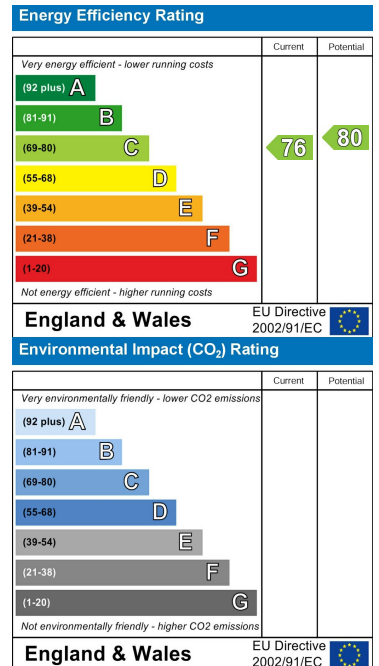 Energy Efficiency Rating
Current Potential
Very energy efficient - lower running costs
(92 plus) A
(81-91) B
(69-80) C
76 80
(55-68) D
(39-54) E
(21-38) F
(1-20) G
Not energy efficient - higher running costs
England & Wales
EU Directive
2002/91/EC
Environmental Impact (CO₂) Rating
Current Potential
Very environmentally friendly - lower CO2 emissions
(92 plus) A
(81-91) B
(69-80) C
(55-68) D
(39-54) E
(21-38) F
(1-20) G
Not environmentally friendly - higher CO2 emissions
England & Wales
EU Directive
2002/91/EC